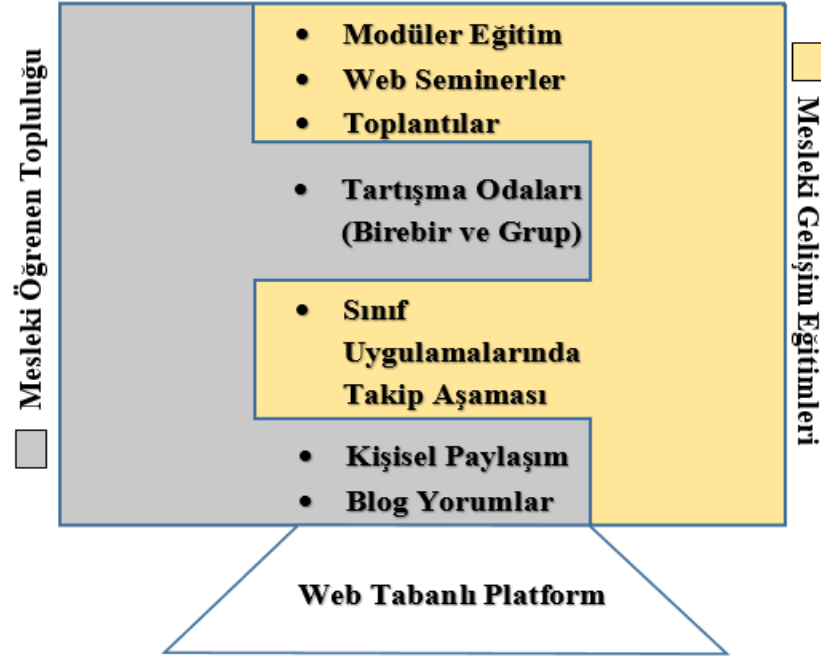 Mesleki Öğrenen Topluluğu
• Modüler Eğitim
• Web Seminerler
• Toplantılar
• Tartışma Odaları
(Birebir ve Grup)
• Sınıf
Uygulamalarında
Takip Aşaması
• Kişisel Paylaşım
• Blog Yorumlar
Mesleki Gelişim Eğitimleri
Web Tabanlı Platform